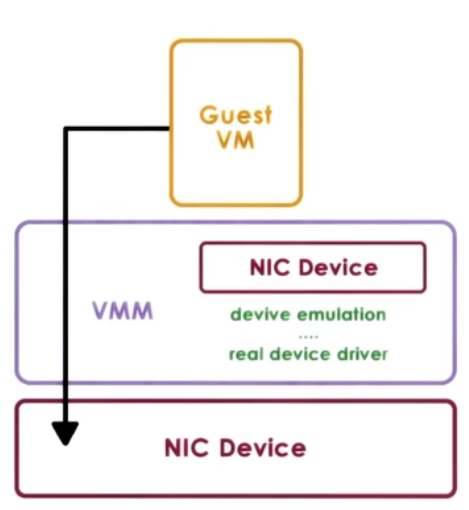 Guest
VM
NIC Device
VMM
devive emulation
....
real device driver
NIC Device